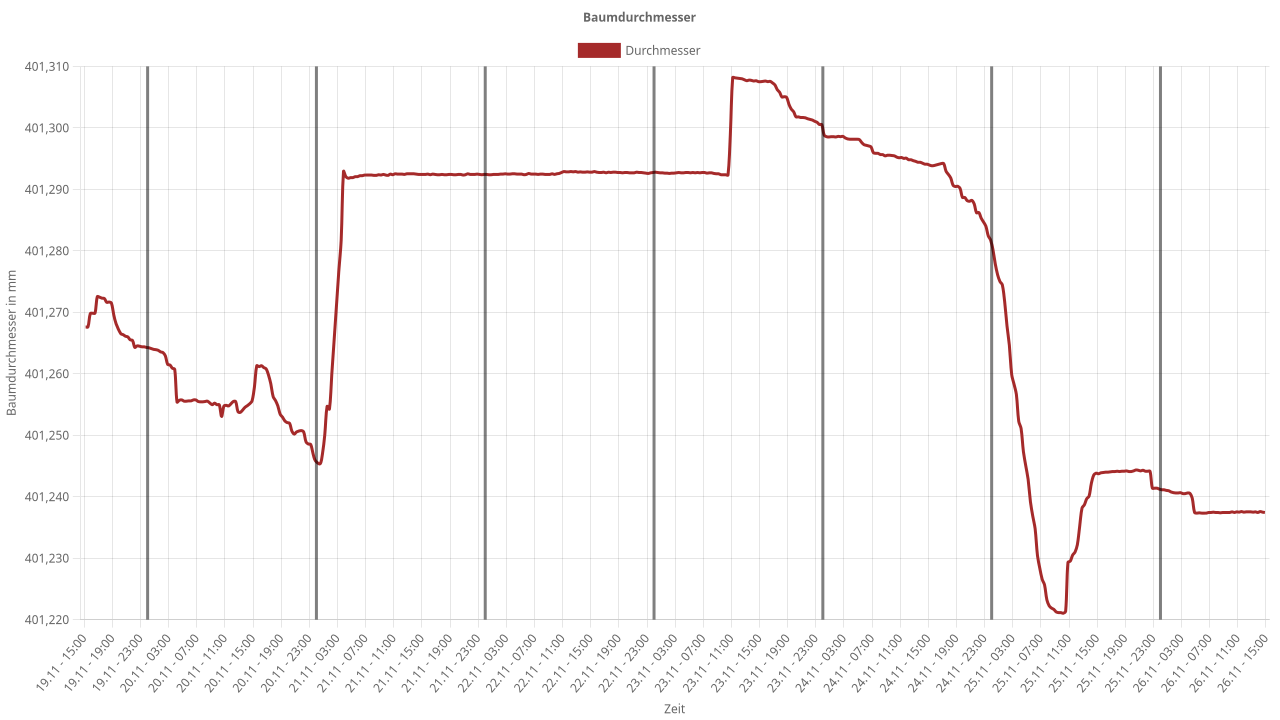 Baumdurchmesser
Durchmesser
Baumdurchmesser in mm
401,310
401,300
401,290
401,280
401,270
401,260
401,250
401,240
401,230
401,220
19.11 - 15:00
19.11 - 19:00
19.11 - 23:00
20.11 - 03:00
20.11 - 07:00
20.11 - 11:00
20.11 - 15:00
20.11 - 19:00
20.11 - 23:00
21.11 - 03:00
21.11 - 07:00
21.11 - 11:00
21.11 - 15:00
21.11 - 19:00
21.11 - 23:00
22.11 - 03:00
22.11 - 07:00
22.11 - 11:00
22.11 - 15:00
22.11 - 19:00
22.11 - 23:00
23.11 - 03:00
23.11 - 07:00
23.11 - 11:00
23.11 - 15:00
23.11 - 19:00
23.11 - 23:00
24.11 - 03:00
24.11 - 07:00
24.11 - 11:00
24.11 - 15:00
24.11 - 19:00
24.11 - 23:00
25.11 - 03:00
25.11 - 07:00
25.11 - 11:00
25.11 - 15:00
25.11 - 19:00
25.11 - 23:00
26.11 - 03:00
26.11 - 07:00
26.11 - 11:00
26.11 - 15:00
Zeit